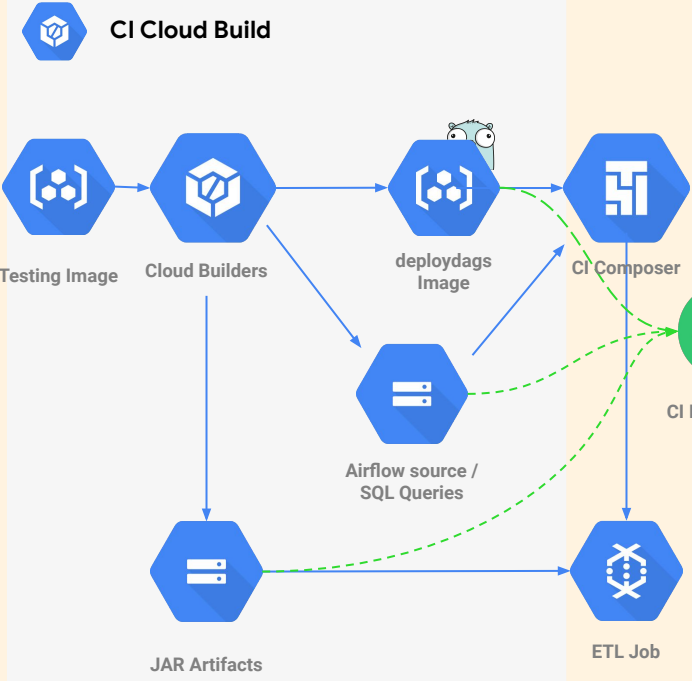 CI Cloud Build
Testing Image
Cloud Builders
deploydags
Image
CI Composer
CI
Airflow source /
SQL Queries
JAR Artifacts
ETL Job